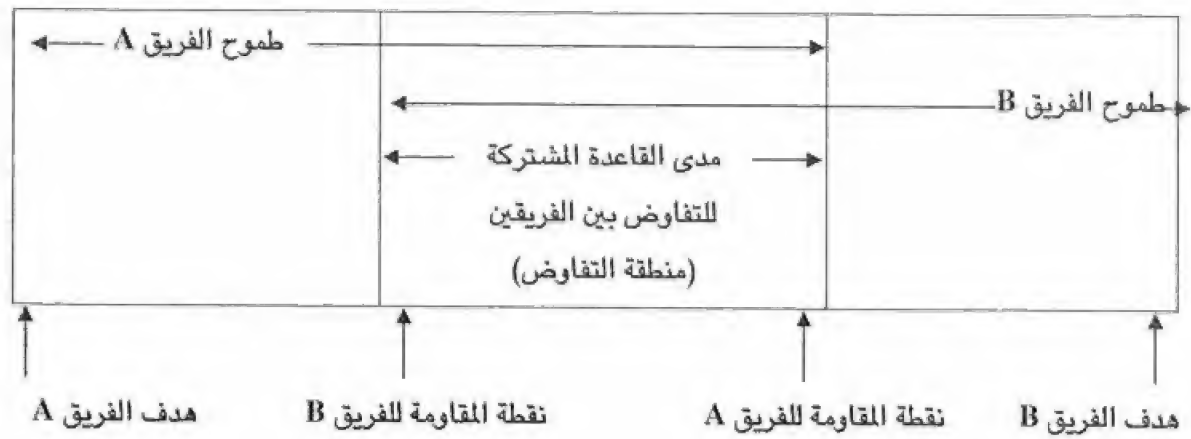 طموح الفريق A
طموح الفريق B
مدى القاعدة المشتركة
للتفاوض بين الفريقين
(منطقة التفاوض)
هدف الفريق B
نقطة المقاومة للفريق A
نقطة المقاومة للفريق B
هدف الفريق A